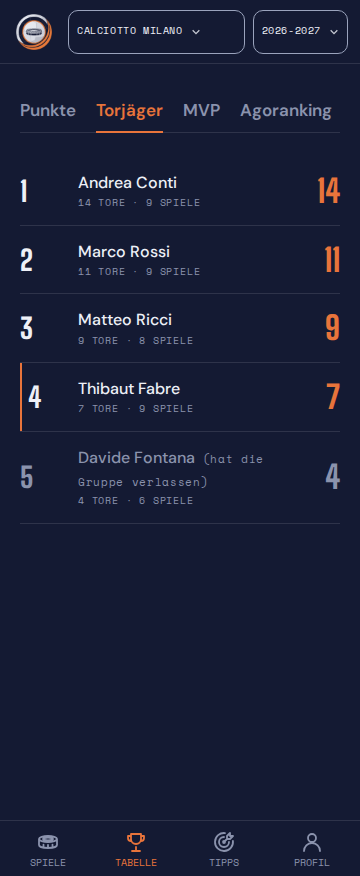 CALCIOTTO MILANO
2026-2027
Punkte Torjäger MVP Agoranking
1 Andrea Conti 14
14 TORE · 9 SPIELE
2 Marco Rossi 11
11 TORE · 9 SPIELE
3 Matteo Ricci 9
9 TORE · 8 SPIELE
4 Thibaut Fabre 7
7 TORE · 9 SPIELE
5 Davide Fontana (hat die 4
Gruppe verlassen)
4 TORE · 6 SPIELE
SPIELE TABELLE TIPPS PROFIL